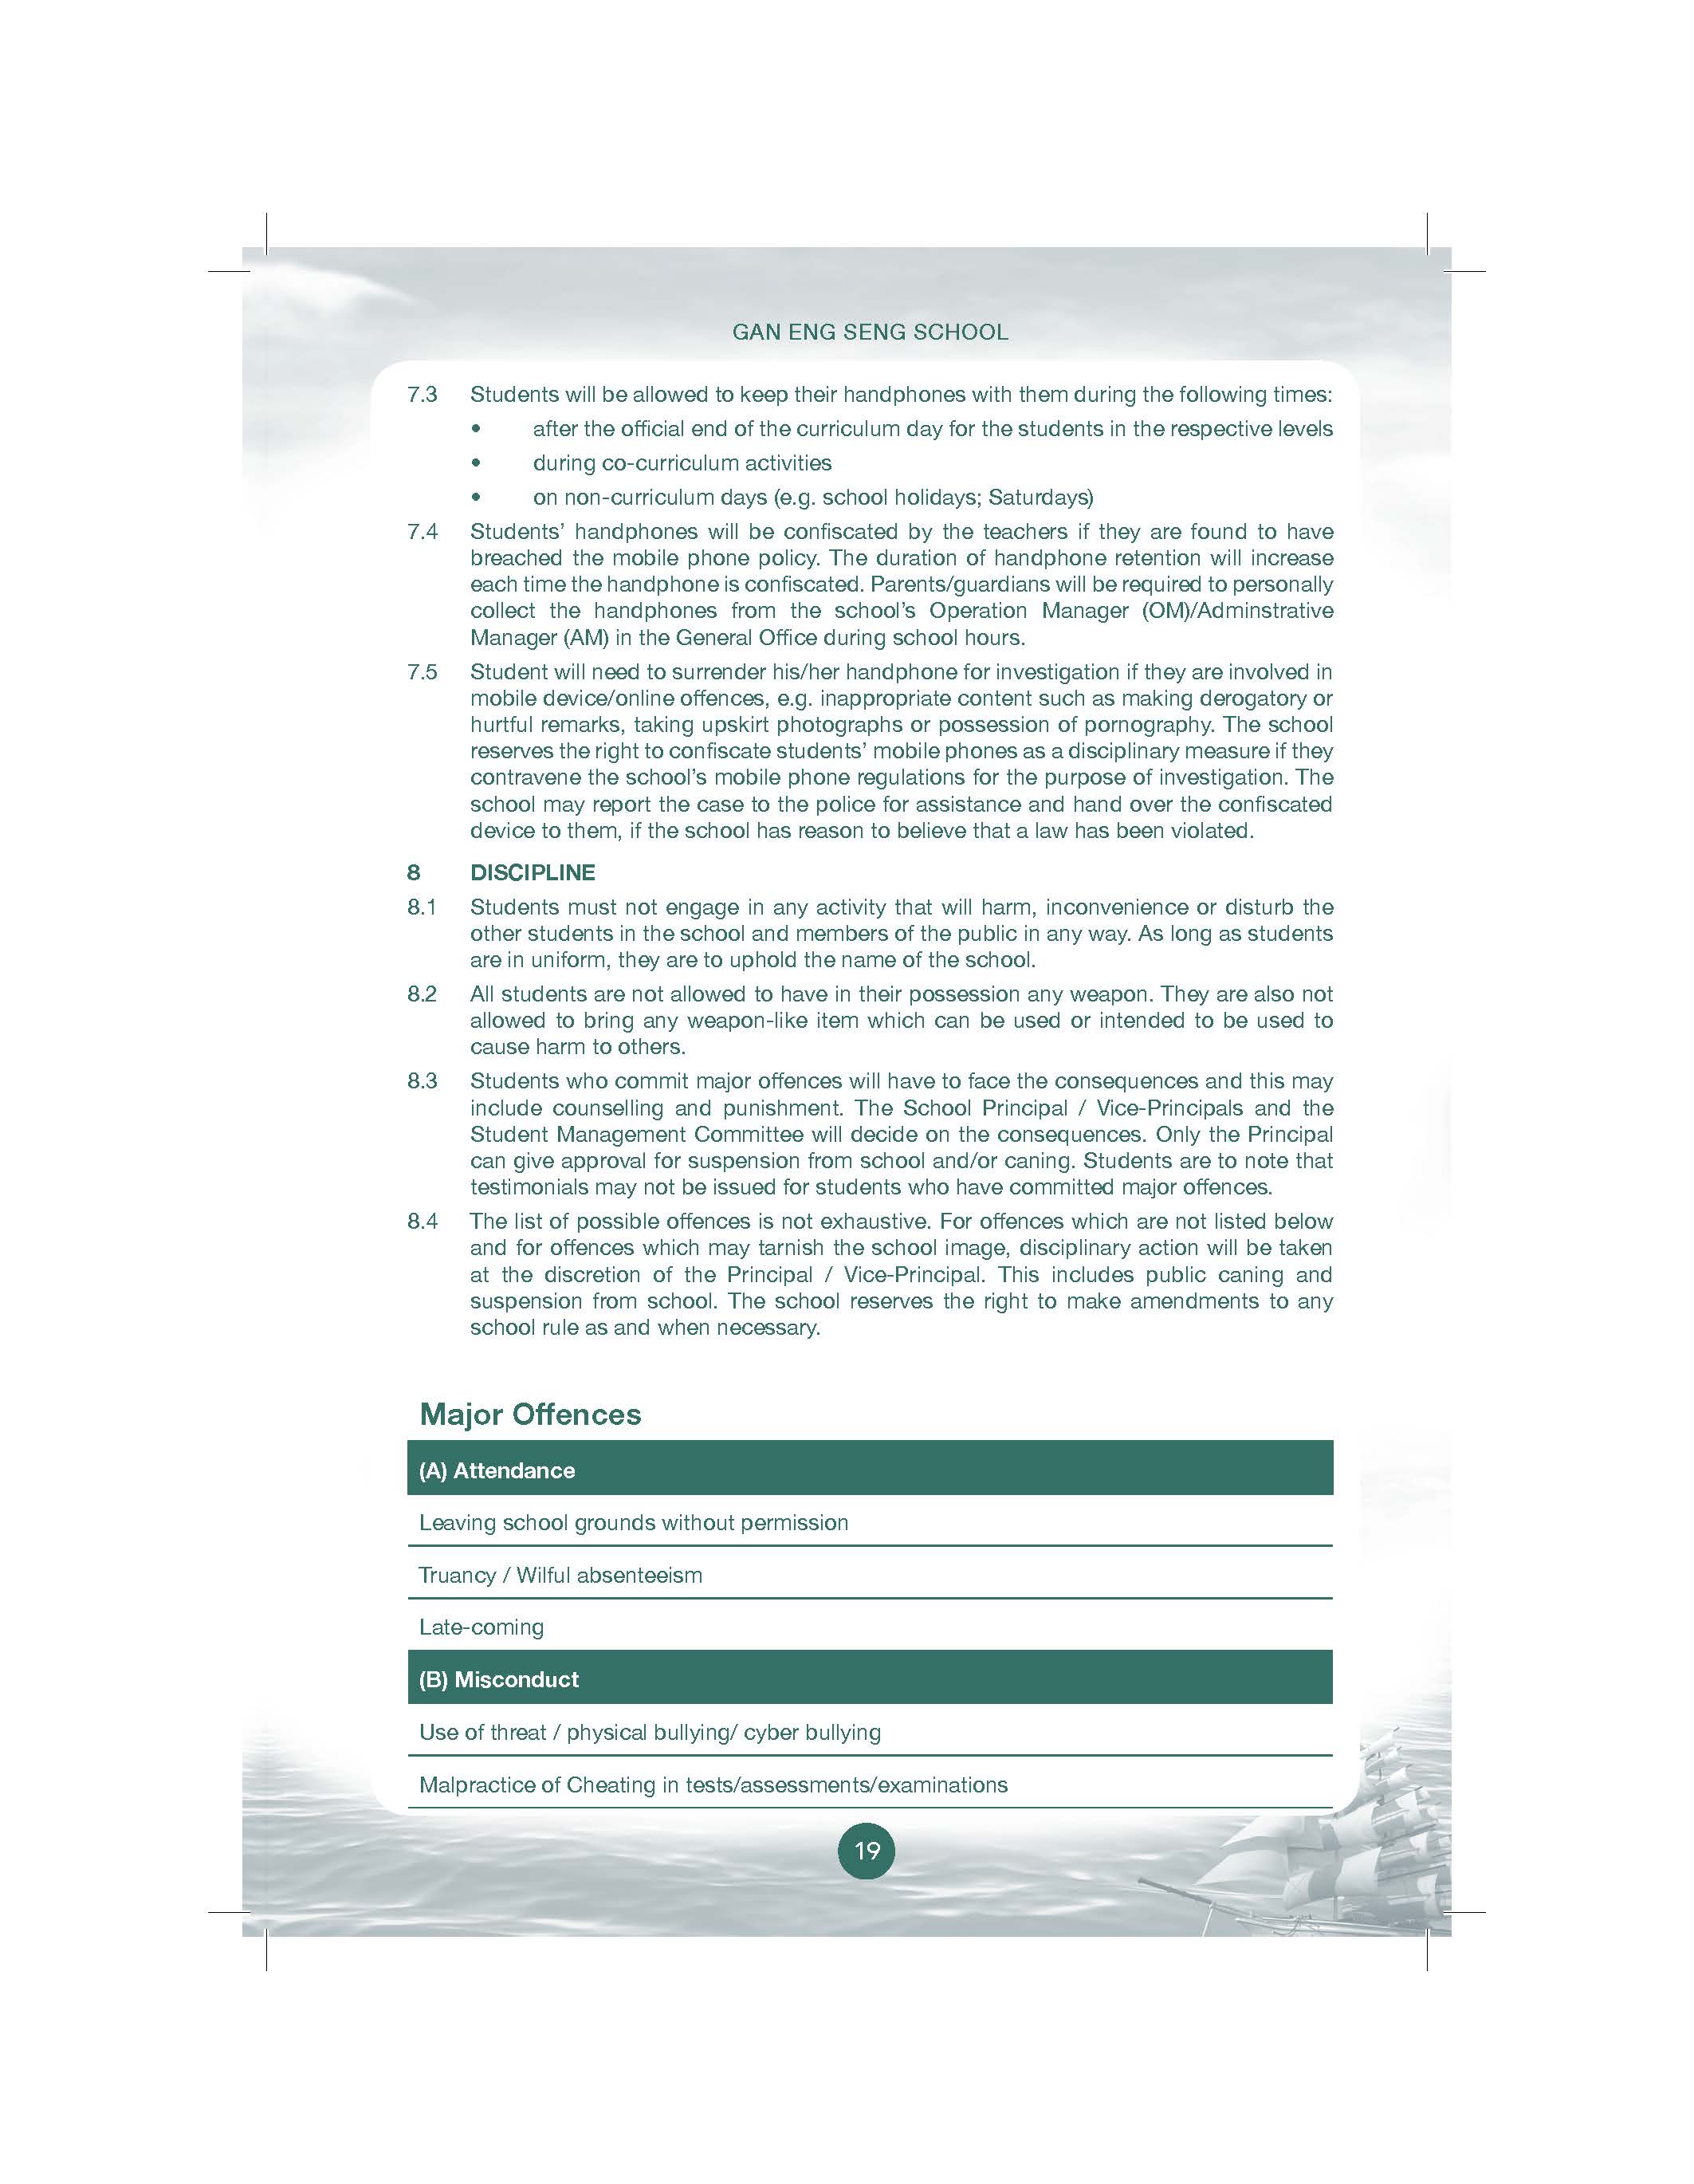 GAN ENG SENG SCHOOL
7.3 Students will be allowed to keep their handphones with them during the following times:
• after the official end of the curriculum day for the students in the respective levels
• during co-curriculum activities
• on non-curriculum days (e.g. school holidays; Saturdays)
7.4 Students’ handphones will be confiscated by the teachers if they are found to have
breached the mobile phone policy. The duration of handphone retention will increase
each time the handphone is confiscated. Parents/guardians will be required to personally
collect the handphones from the school’s Operation Manager (OM)/Adminstrative
Manager (AM) in the General Office during school hours.
7.5 Student will need to surrender his/her handphone for investigation if they are involved in
mobile device/online offences, e.g. inappropriate content such as making derogatory or
hurtful remarks, taking upskirt photographs or possession of pornography. The school
reserves the right to confiscate students’ mobile phones as a disciplinary measure if they
contravene the school’s mobile phone regulations for the purpose of investigation. The
school may report the case to the police for assistance and hand over the confiscated
device to them, if the school has reason to believe that a law has been violated.
8 DISCIPLINE
8.1 Students must not engage in any activity that will harm, inconvenience or disturb the
other students in the school and members of the public in any way. As long as students
are in uniform, they are to uphold the name of the school.
8.2 All students are not allowed to have in their possession any weapon. They are also not
allowed to bring any weapon-like item which can be used or intended to be used to
cause harm to others.
8.3 Students who commit major offences will have to face the consequences and this may
include counselling and punishment. The School Principal / Vice-Principals and the
Student Management Committee will decide on the consequences. Only the Principal
can give approval for suspension from school and/or caning. Students are to note that
testimonials may not be issued for students who have committed major offences.
8.4 The list of possible offences is not exhaustive. For offences which are not listed below
and for offences which may tarnish the school image, disciplinary action will be taken
at the discretion of the Principal / Vice-Principal. This includes public caning and
suspension from school. The school reserves the right to make amendments to any
school rule as and when necessary.
Major Offences
(A) Attendance
Leaving school grounds without permission
Truancy / Wilful absenteeism
Late-coming
(B) Misconduct
Use of threat / physical bullying/ cyber bullying
Malpractice of Cheating in tests/assessments/examinations
19